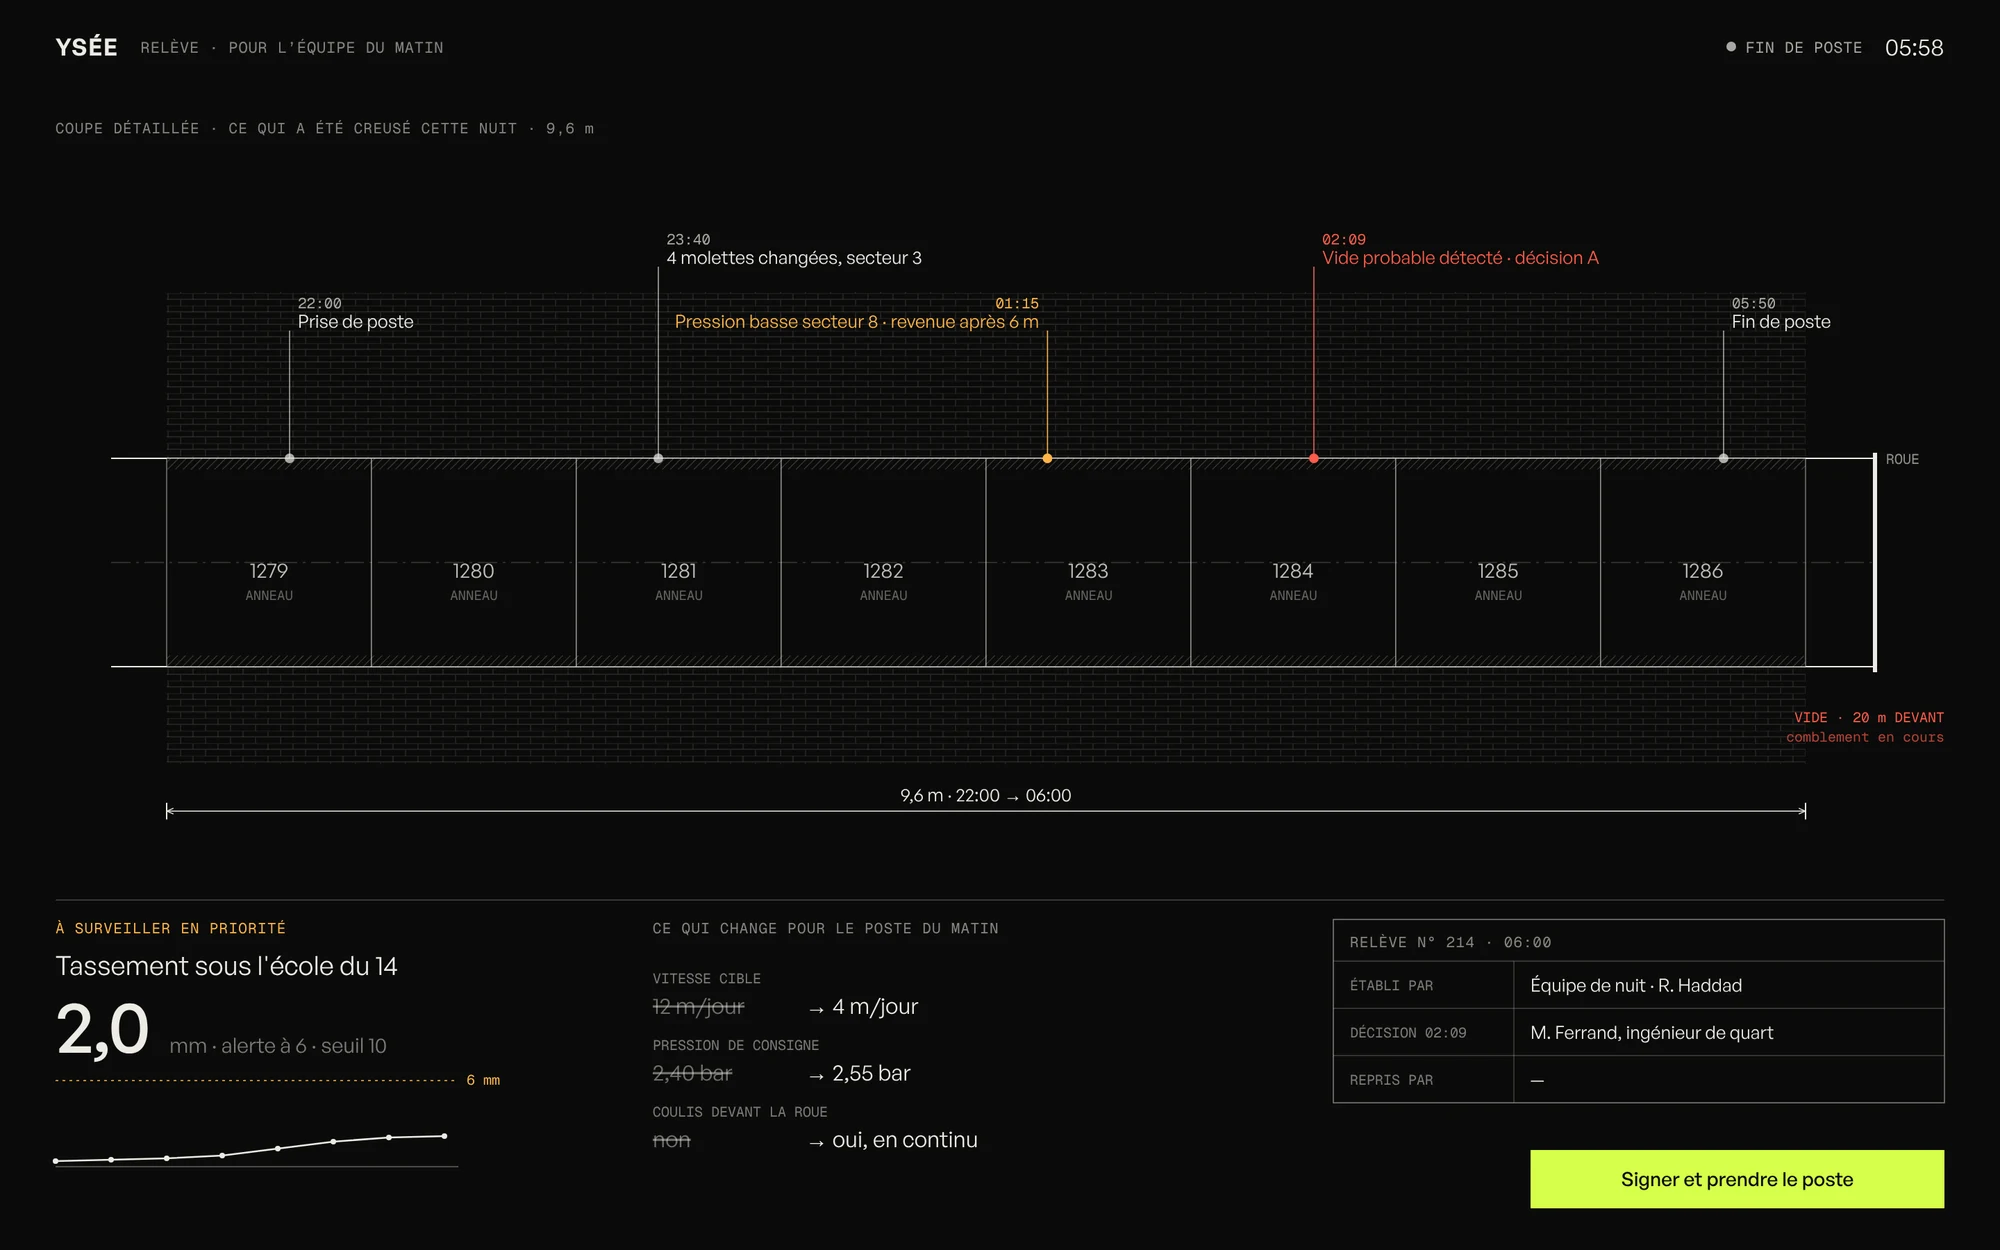 YSÉE RELÈVE · POUR L'ÉQUIPE DU MATIN
FIN DE POSTE 05:58
COUPE DÉTAILLÉE · CE QUI A ÉTÉ CREUSÉ CETTE NUIT · 9,6 m
23:40
4 molettes changées, secteur 3
02:09
Vide probable détecté · décision A
22:00
Prise de poste
01:15
Pression basse secteur 8 · revenue après 6 m
05:50
Fin de poste
ROUE
1279
ANNEAU
1280
ANNEAU
1281
ANNEAU
1282
ANNEAU
1283
ANNEAU
1284
ANNEAU
1285
ANNEAU
1286
ANNEAU
VIDE · 20 m DEVANT
comblement en cours
9,6 m · 22:00 → 06:00
À SURVEILLER EN PRIORITÉ
Tassement sous l'école du 14
2,0 mm · alerte à 6 · seuil 10
6 mm
CE QUI CHANGE POUR LE POSTE DU MATIN
VITESSE CIBLE
12 m/jour → 4 m/jour
PRESSION DE CONSIGNE
2,40 bar → 2,55 bar
COULIS DEVANT LA ROUE
non → oui, en continu
RELÈVE N° 214 · 06:00
ÉTABLI PAR Équipe de nuit · R. Haddad
DÉCISION 02:09 M. Ferrand, ingénieur de quart
REPRIS PAR —
Signer et prendre le poste